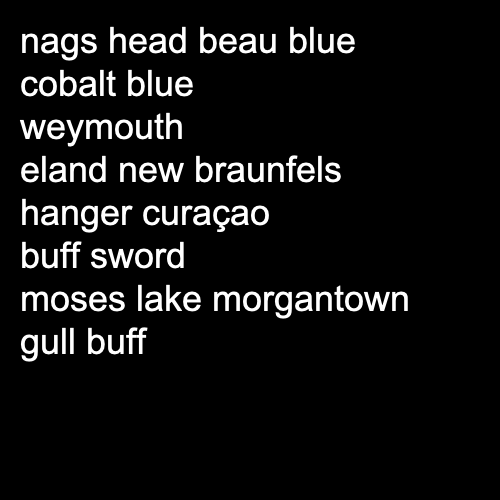 nags head beau blue
cobalt blue
weymouth
eland new braunfels
hanger curaçao
buff sword
moses lake morgantown
gull buff